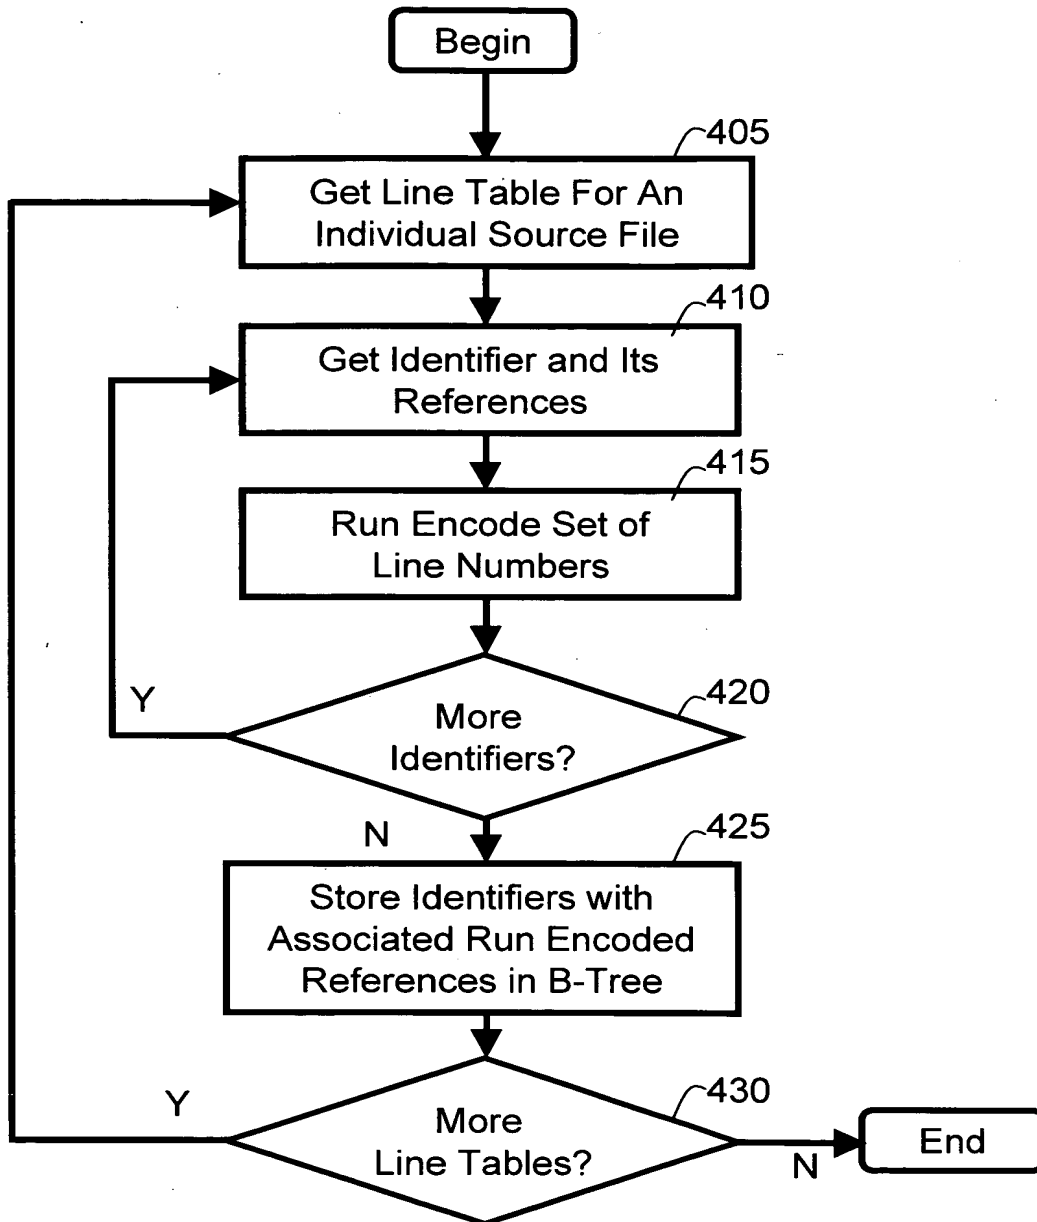 Begin
405
Get Line Table For An
Individual Source File
410
Get Identifier and Its
References
415
Run Encode Set of
Line Numbers
420
Y
More
Identifiers?
N
425
Store Identifiers with
Associated Run Encoded
References in B-Tree
430
Y
More
Line Tables?
N
End